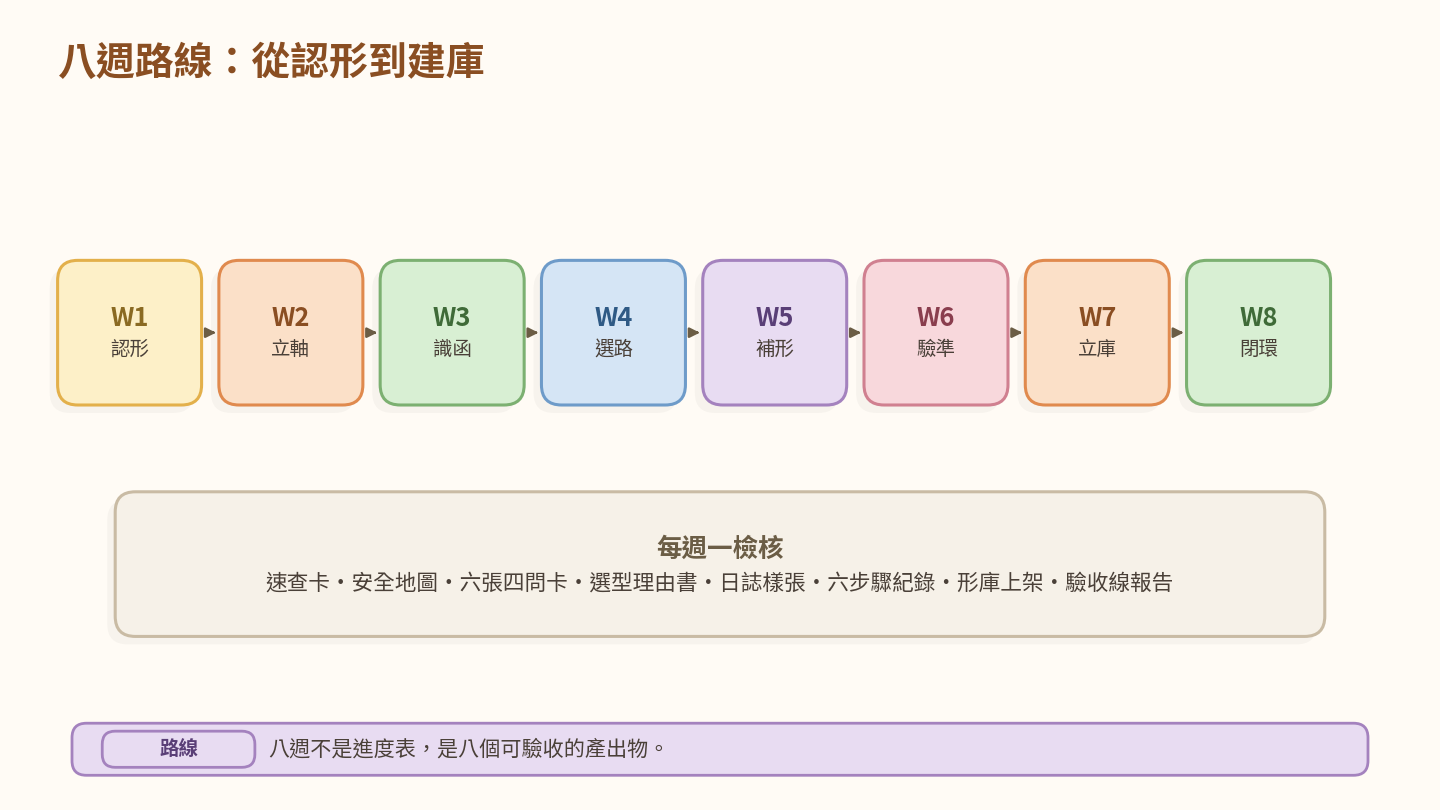 八週路線：從認形到建庫
W1
認形
W2
立軸
W3
識函
W4
選路
W5
補形
W6
驗準
W7
立庫
W8
閉環
每週一檢核
速查卡・安全地圖・六張四問卡・選型理由書・日誌樣張・六步驟紀錄・形庫上架・驗收線報告
路線
八週不是進度表，是八個可驗收的產出物。